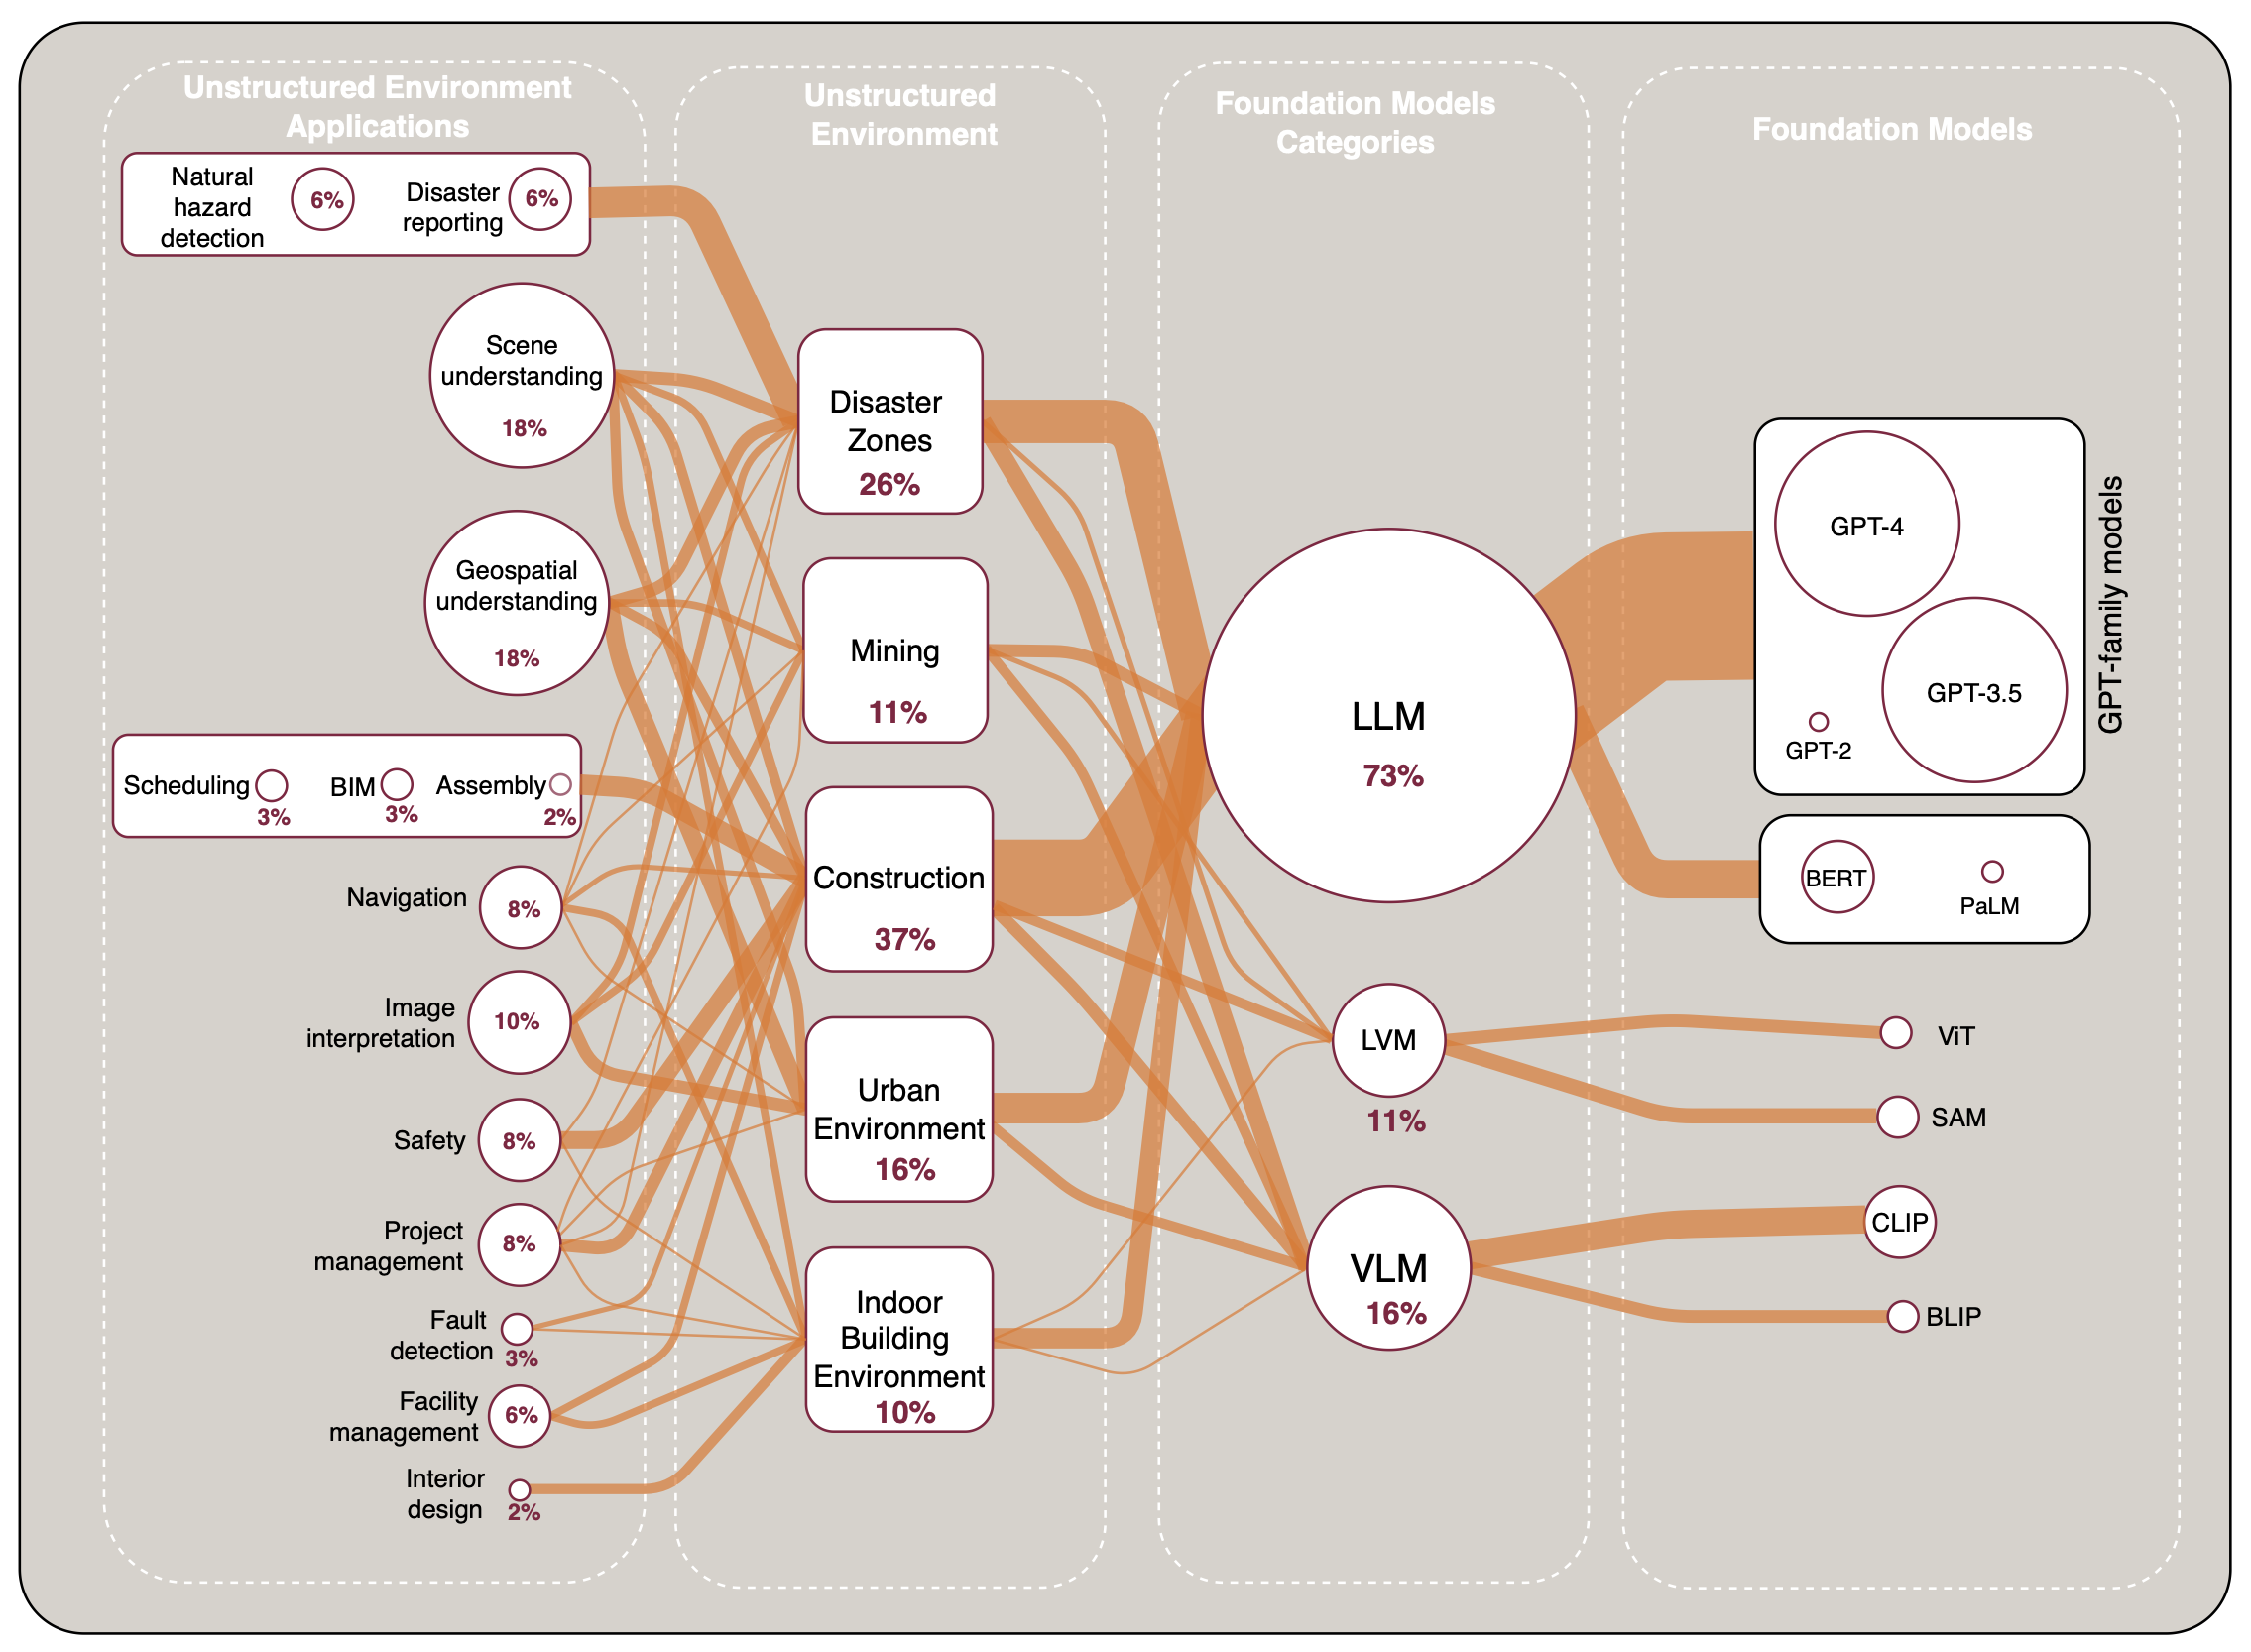 Unstructured Environment
Applications
Natural
hazard
detection
6%
Disaster
reporting
6%
Scene
understanding
18%
Geospatial
understanding
18%
Scheduling
3%
BIM
3%
Assembly
2%
Navigation
8%
Image
interpretation
10%
Safety
8%
Project
management
8%
Fault
detection
3%
Facility
management
6%
Interior
design
2%
Unstructured
Environment
Disaster
Zones
26%
Mining
11%
Construction
37%
Urban
Environment
16%
Indoor
Building
Environment
10%
Foundation Models
Categories
LLM
73%
LVM
11%
VLM
16%
Foundation Models
GPT-4
GPT-3.5
GPT-2
GPT-family models
BERT
PaLM
ViT
SAM
CLIP
BLIP